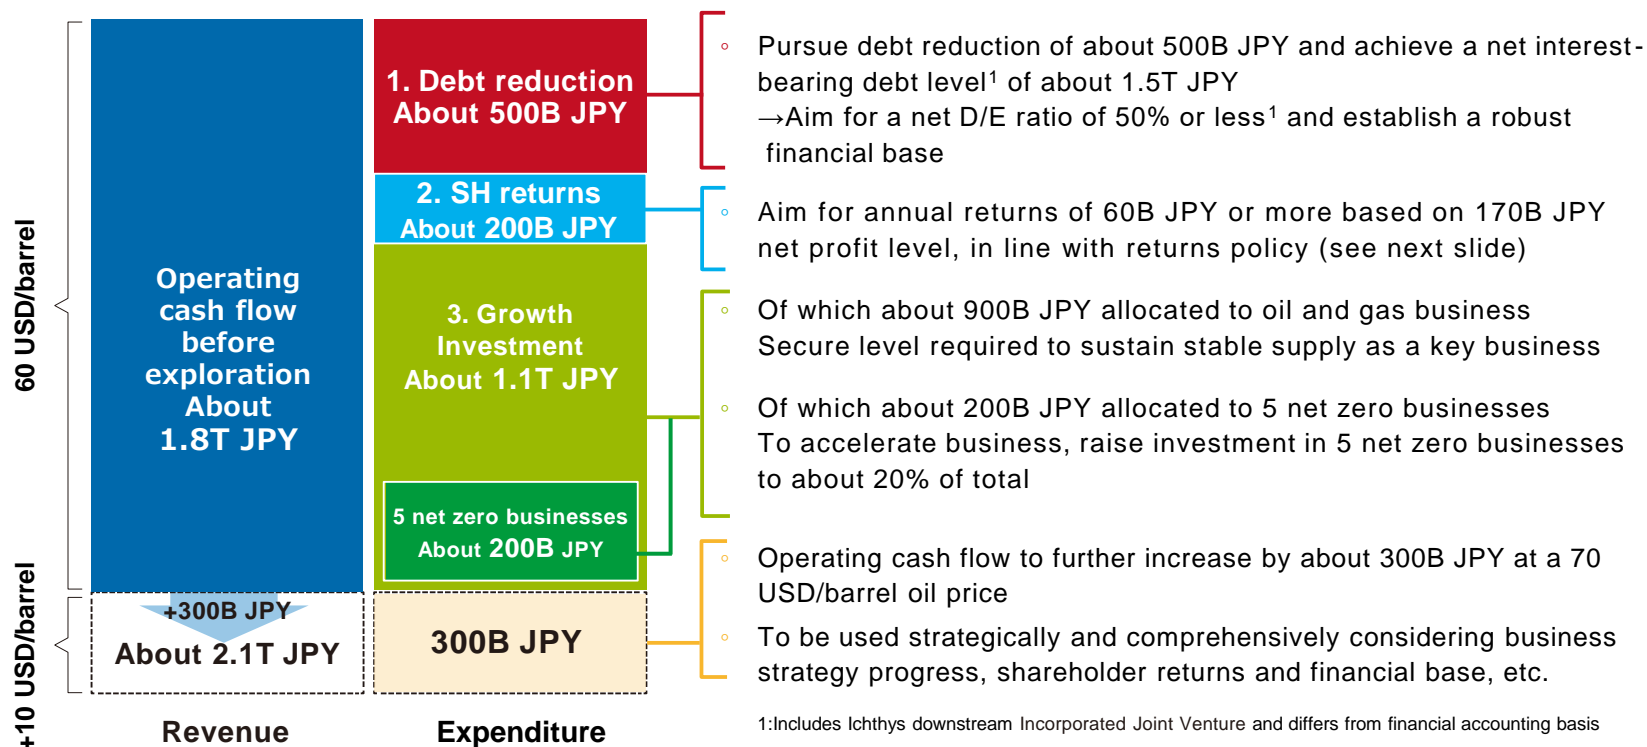 60 USD/barrel
+10 USD/barrel
Operating
cash flow
before
exploration
About
1.8T JPY
+300B JPY
About 2.1T JPY
Revenue
1. Debt reduction
About 500B JPY
2. SH returns
About 200B JPY
3. Growth
Investment
About 1.1T JPY
5 net zero businesses
About 200B JPY
300B JPY
Expenditure
◦ Pursue debt reduction of about 500B JPY and achieve a net interest-
bearing debt level¹ of about 1.5T JPY
→Aim for a net D/E ratio of 50% or less¹ and establish a robust
financial base
◦ Aim for annual returns of 60B JPY or more based on 170B JPY
net profit level, in line with returns policy (see next slide)
◦ Of which about 900B JPY allocated to oil and gas business
Secure level required to sustain stable supply as a key business
◦ Of which about 200B JPY allocated to 5 net zero businesses
To accelerate business, raise investment in 5 net zero businesses
to about 20% of total
◦ Operating cash flow to further increase by about 300B JPY at a 70
USD/barrel oil price
◦ To be used strategically and comprehensively considering business
strategy progress, shareholder returns and financial base, etc.
1:Includes Ichthys downstream Incorporated Joint Venture and differs from financial accounting basis